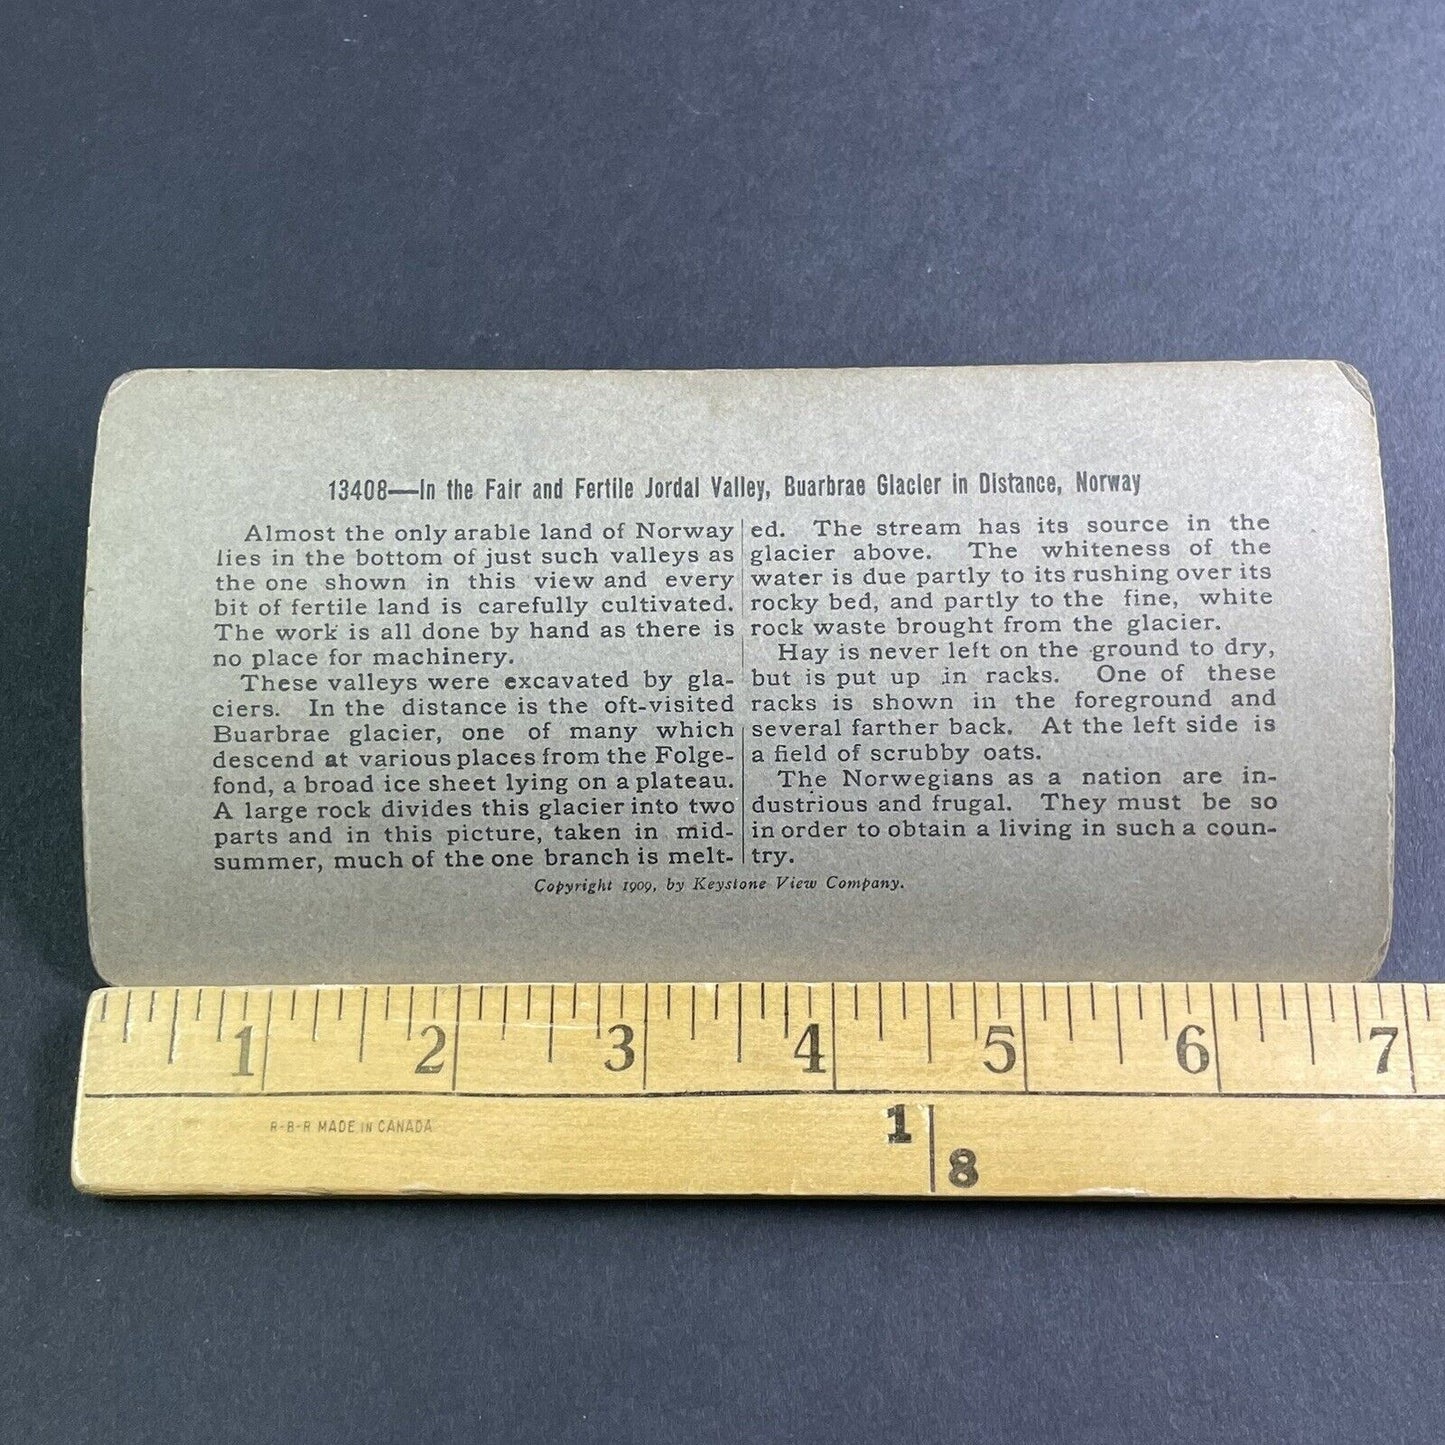 13408—In the Fair and Fertile Jordal Valley, Buarbrae Glacier in Distance, Norway
Almost the only arable land of Norway
lies in the bottom of just such valleys as
the one shown in this view and every
bit of fertile land is carefully cultivated.
The work is all done by hand as there is
no place for machinery.
These valleys were excavated by gla-
ciers. In the distance is the oft-visited
Buarbrae glacier, one of many which
descend at various places from the Folge-
fond, a broad ice sheet lying on a plateau.
A large rock divides this glacier into two
parts and in this picture, taken in mid-
summer, much of the one branch is melt-
ed. The stream has its source in the
glacier above. The whiteness of the
water is due partly to its rushing over its
rocky bed, and partly to the fine, white
rock waste brought from the glacier.
Hay is never left on the ground to dry,
but is put up in racks. One of these
racks is shown in the foreground and
several farther back. At the left side is
a field of scrubby oats.
The Norwegians as a nation are in-
dustrious and frugal. They must be so
in order to obtain a living in such a coun-
try.
Copyright 1909, by Keystone View Company.
1 2 3 4 5 6 7
R-B-R MADE IN CANADA
1
8